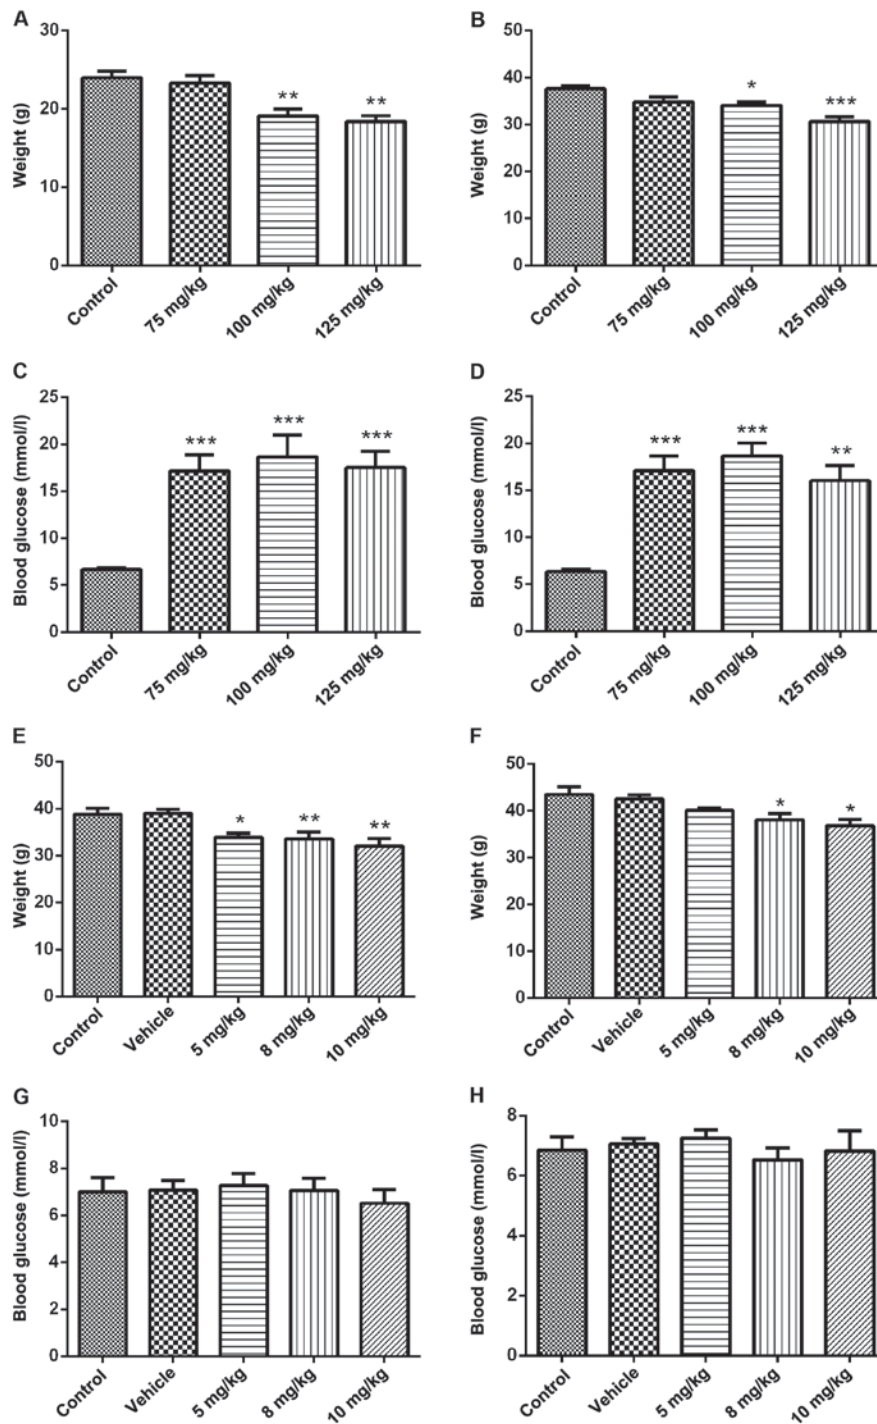 A
Weight (g)
30
20
10
0
** **
Control
75 mg/kg
100 mg/kg
125 mg/kg
B
Weight (g)
50
40
30
20
10
0
* ***
Control
75 mg/kg
100 mg/kg
125 mg/kg
C
Blood glucose (mmol/l)
25
20
15
10
5
0
*** *** ***
Control
75 mg/kg
100 mg/kg
125 mg/kg
D
Blood glucose (mmol/l)
25
20
15
10
5
0
*** *** **
Control
75 mg/kg
100 mg/kg
125 mg/kg
E
Weight (g)
50
40
30
20
10
0
* ** **
Control
Vehicle
5 mg/kg
8 mg/kg
10 mg/kg
F
Weight (g)
50
40
30
20
10
0
* *
Control
Vehicle
5 mg/kg
8 mg/kg
10 mg/kg
G
Blood glucose (mmol/l)
10
8
6
4
2
0
Control
Vehicle
5 mg/kg
8 mg/kg
10 mg/kg
H
Blood glucose (mmol/l)
8
6
4
2
0
Control
Vehicle
5 mg/kg
8 mg/kg
10 mg/kg